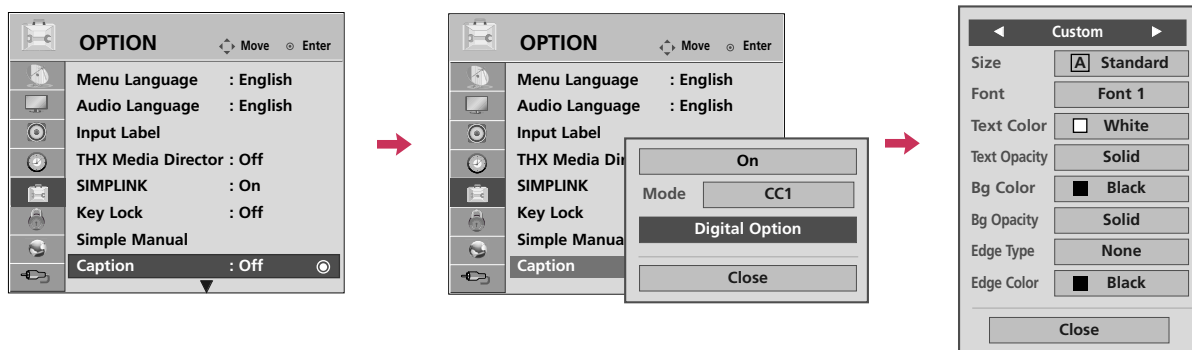 OPTION Move Enter
Menu Language : English
Audio Language : English
Input Label
THX Media Director : Off
SIMPLINK : On
Key Lock : Off
Simple Manual
Caption : Off
OPTION Move Enter
Menu Language : English
Audio Language : English
Input Label
THX Media Dir
SIMPLINK
Key Lock
Simple Manua
Caption
On
Mode CC1
Digital Option
Close
Custom
Size A Standard
Font Font 1
Text Color White
Text Opacity Solid
Bg Color Black
Bg Opacity Solid
Edge Type None
Edge Color Black
Close